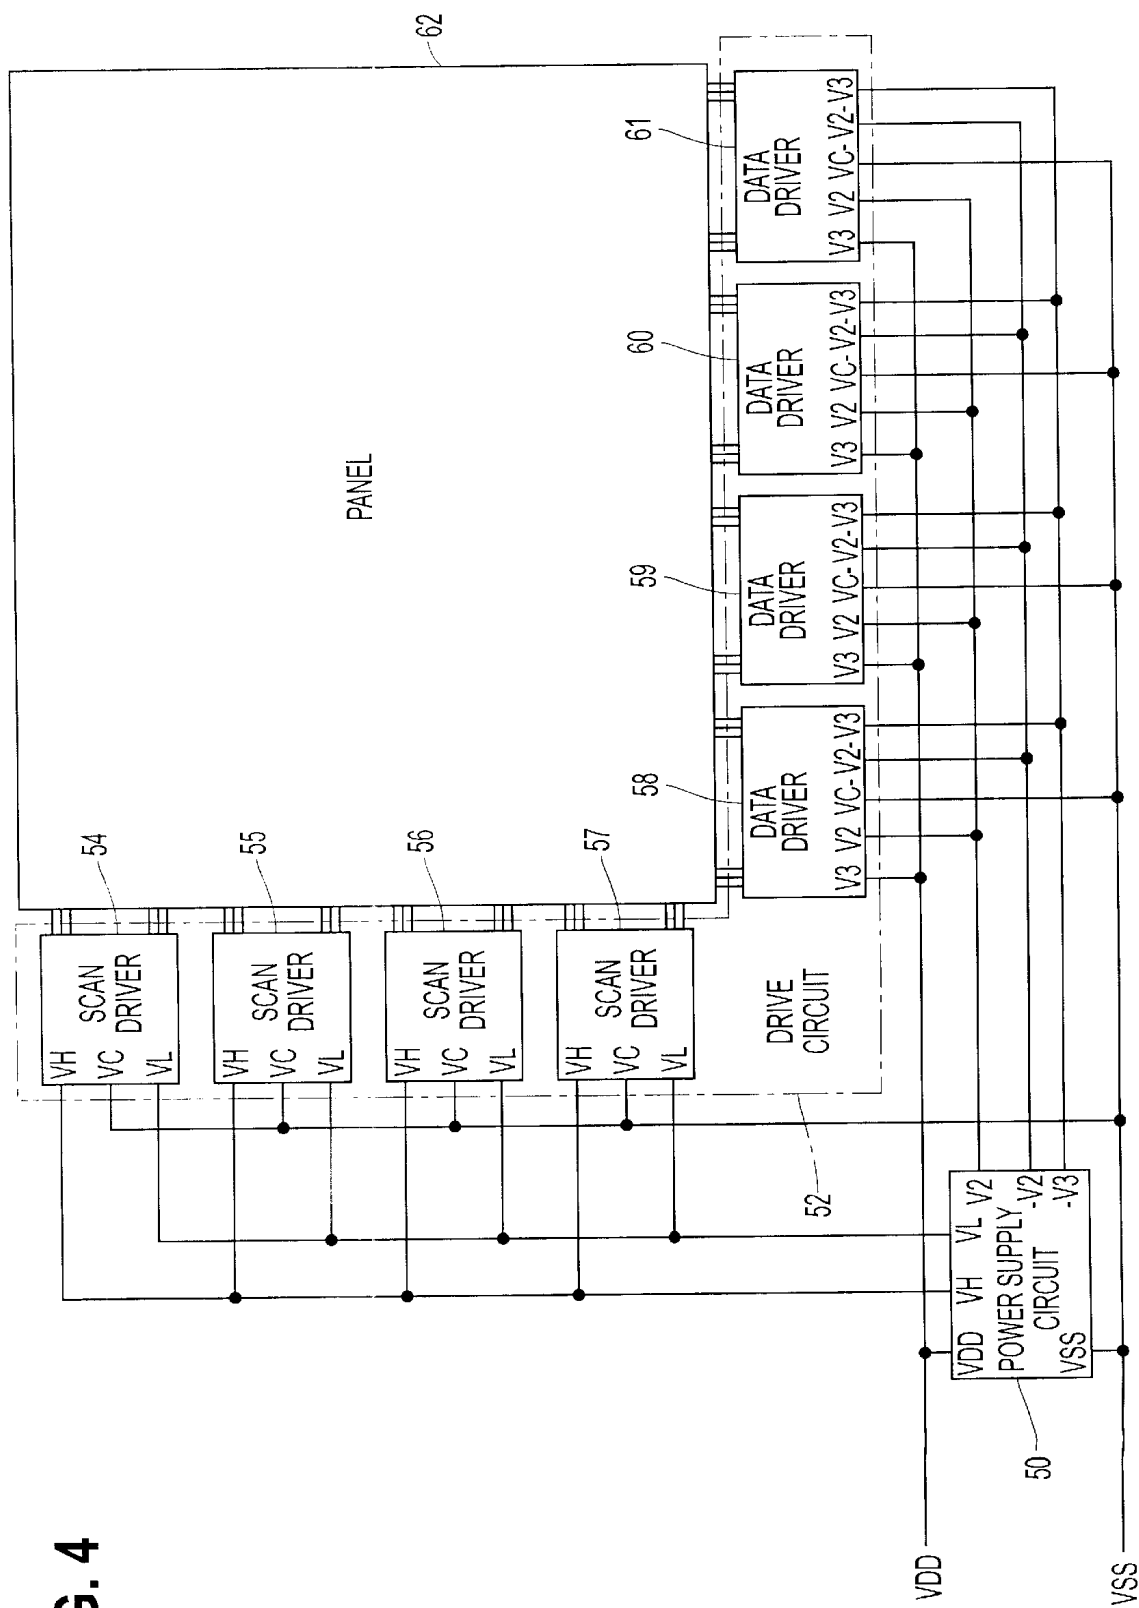 G. 4
62
PANEL
54
55
56
57
SCAN
DRIVER
VH
VC
VL
SCAN
DRIVER
VH
VC
VL
SCAN
DRIVER
VH
VC
VL
SCAN
DRIVER
VH
VC
VL
DRIVE
CIRCUIT
52
58
59
60
61
DATA
DRIVER
V3 V2 VC-V2-V3
DATA
DRIVER
V3 V2 VC-V2-V3
DATA
DRIVER
V3 V2 VC-V2-V3
DATA
DRIVER
V3 V2 VC-V2-V3
VDD VH VL V2
POWER SUPPLY -V2
CIRCUIT -V3
VSS
50
VDD
VSS